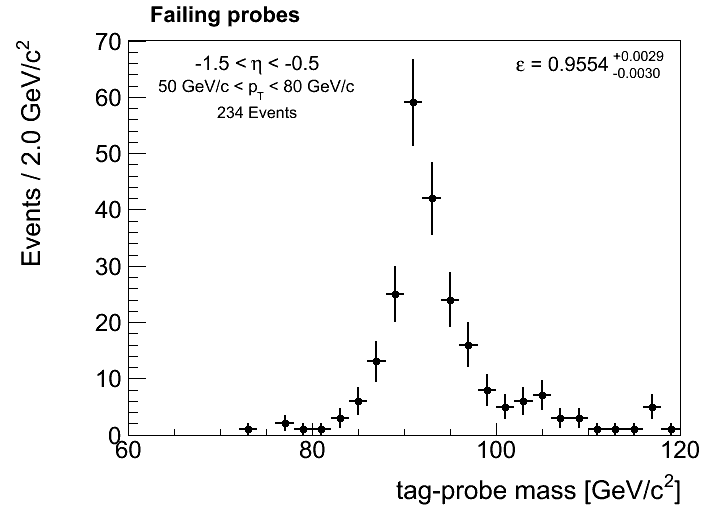 Failing probes
-1.5 < η < -0.5
50 GeV/c < pT < 80 GeV/c
234 Events
ε = 0.9554 +0.0029 -0.0030
Events / 2.0 GeV/c²
70
60
50
40
30
20
10
0
60
80
100
120
tag-probe mass [GeV/c²]